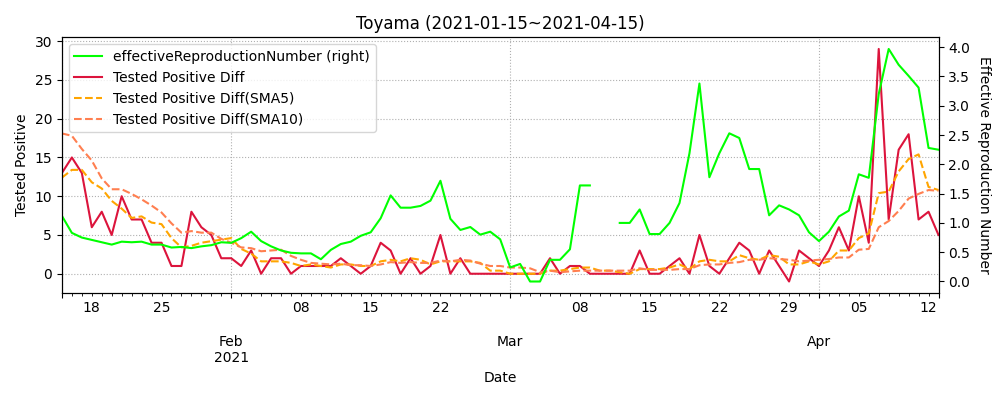 Toyama (2021-01-15~2021-04-15)
effectiveReproductionNumber (right)
Tested Positive Diff
Tested Positive Diff(SMA5)
Tested Positive Diff(SMA10)
Tested Positive
30
25
20
15
10
5
0
4.0
3.5
3.0
2.5
2.0
1.5
1.0
0.5
0.0
Effective Reproduction Number
18 25 08 15 22 08 15 22 29 05 12
Feb Mar Apr
2021
Date